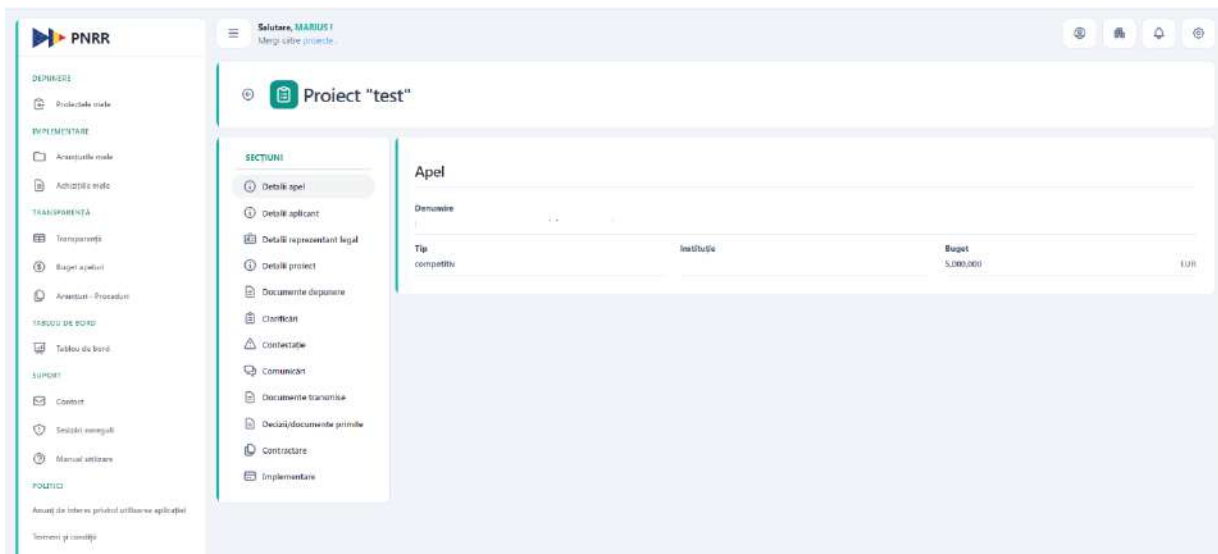 PNRR
Salutare, MARIUS !
Mergi către proiecte .
DEPUNERE
Proiectele mele
IMPLEMENTARE
Anunțurile mele
Achizițiile mele
TRANSPARENȚĂ
Transparență
Buget apeluri
Anunțuri - Proceduri
TABLOU DE BORD
Tablou de bord
SUPORT
Contact
Sesizări nereguli
Manual utilizare
POLITICI
Anunț de interes privind utilizarea aplicației
Termeni și condiții
Proiect "test"
SECȚIUNI
Detalii apel
Detalii aplicant
Detalii reprezentant legal
Detalii proiect
Documente depunere
Clarificări
Contestație
Comunicări
Documente transmise
Decizii/documente primite
Contractare
Implementare
Apel
Denumire
Tip Instituție Buget
competitiv 5,000,000 EUR